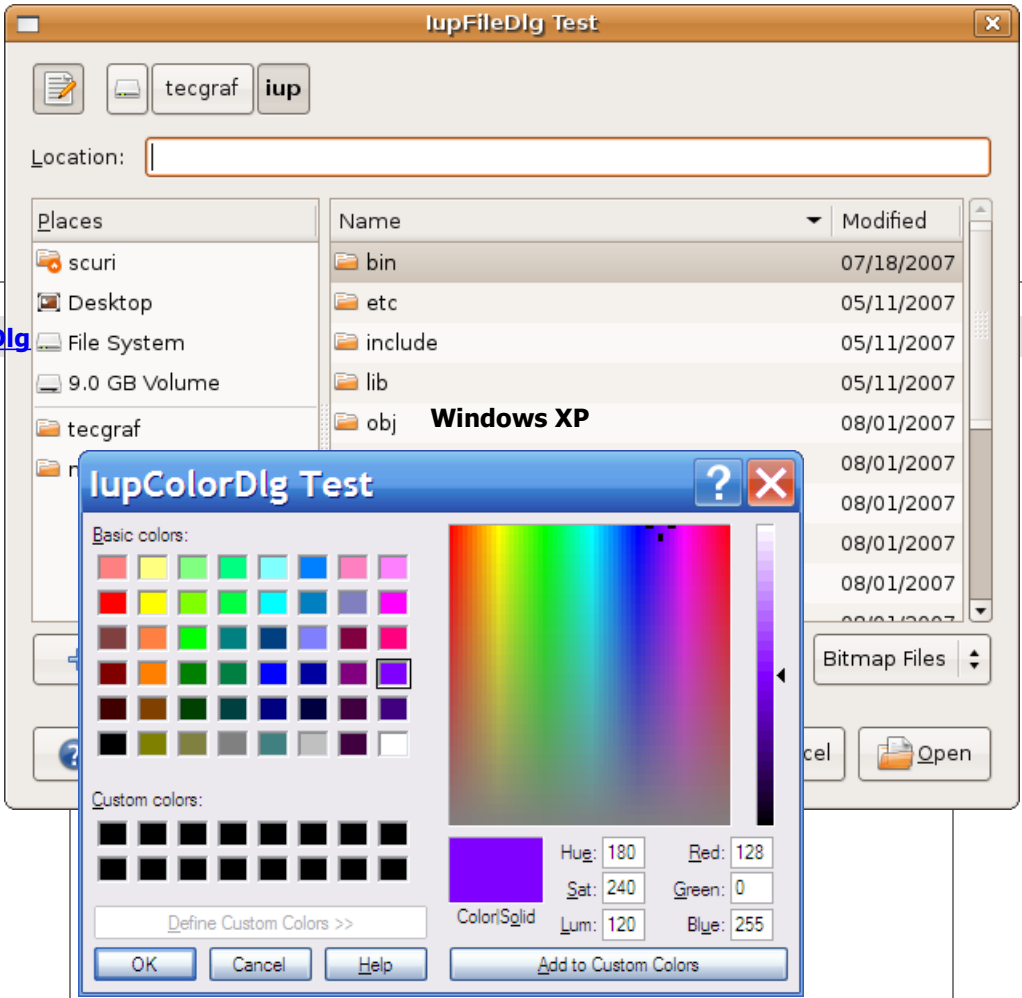 IupFileDlg Test
tecgraf iup
Location:
Places
Name Modified
scuri
bin 07/18/2007
Desktop
etc 05/11/2007
Dlg
File System
include 05/11/2007
9.0 GB Volume
lib 05/11/2007
tecgraf
obj 08/01/2007
Windows XP
08/01/2007
08/01/2007
08/01/2007
08/01/2007
08/01/2007
Bitmap Files
Open
IupColorDlg Test
Basic colors:
Custom colors:
Define Custom Colors >>
OK Cancel Help
Color|Solid
Hue: 180 Red: 128
Sat: 240 Green: 0
Lum: 120 Blue: 255
Add to Custom Colors